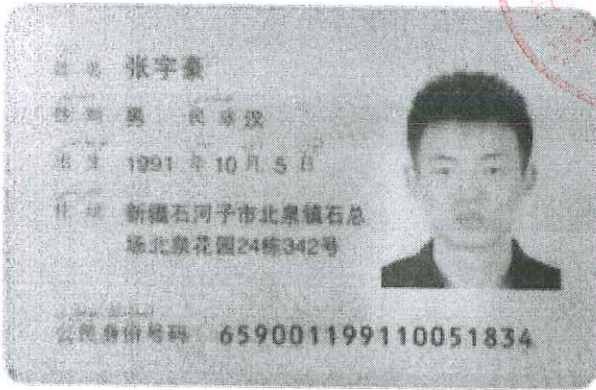 姓名 张宇豪
性别 男 民族 汉
出生 1991 年 10 月 5 日
住址 新疆石河子市北泉镇石总
场北泉花园24栋342号
公民身份号码 659001199110051834